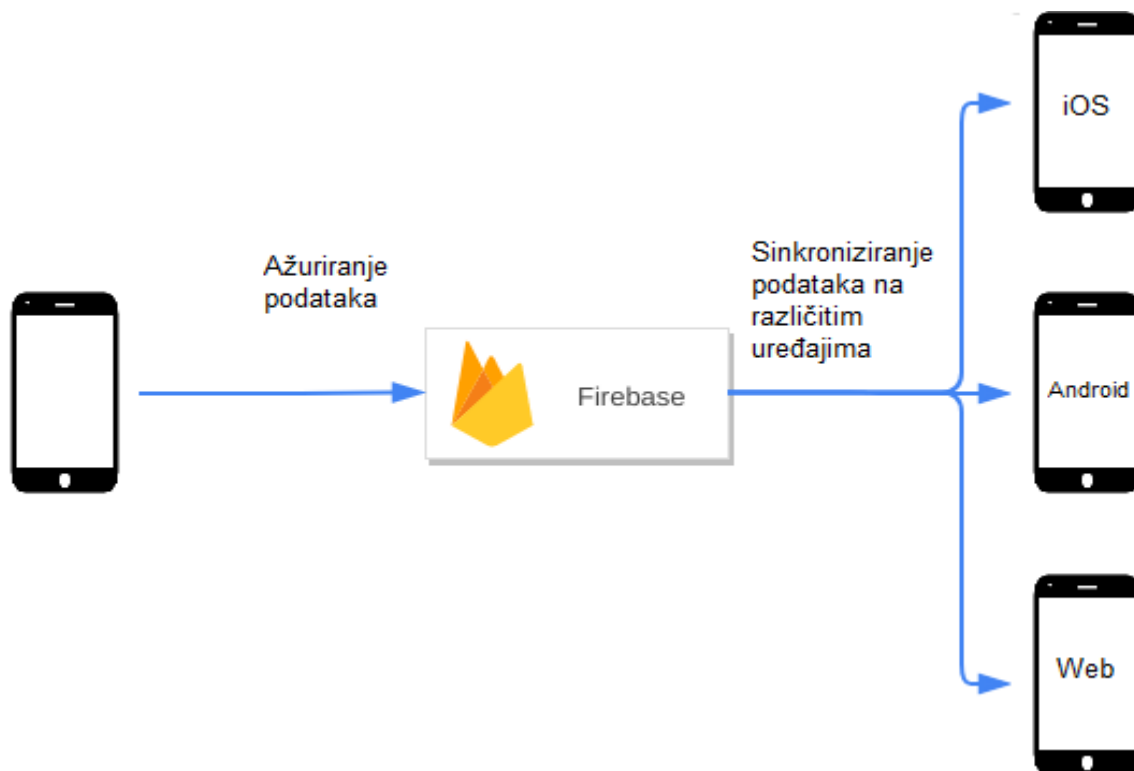 Ažuriranje
podataka
Firebase
Sinkroniziranje
podataka na
različitim
uređajima
iOS
Android
Web